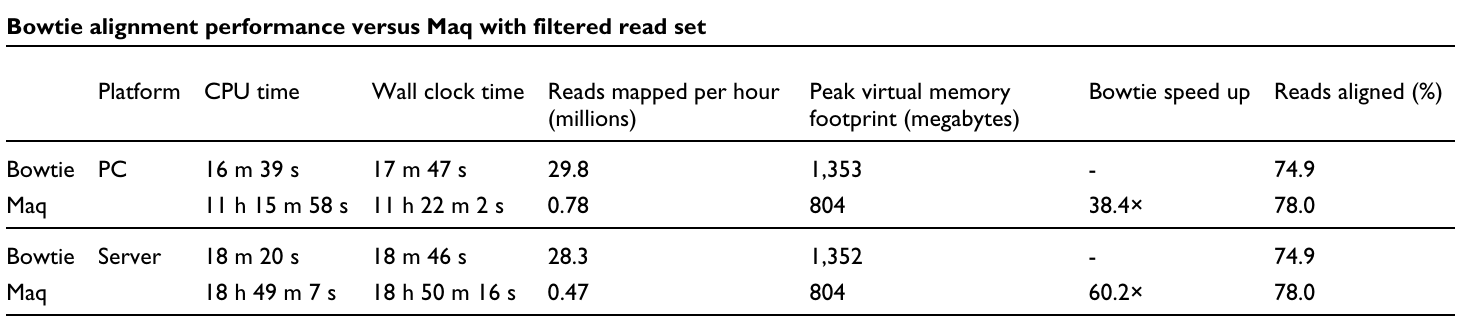 Bowtie alignment performance versus Maq with filtered read set
Platform CPU time Wall clock time Reads mapped per hour (millions) Peak virtual memory footprint (megabytes) Bowtie speed up Reads aligned (%)
Bowtie PC 16 m 39 s 17 m 47 s 29.8 1,353 - 74.9
Maq 11 h 15 m 58 s 11 h 22 m 2 s 0.78 804 38.4× 78.0
Bowtie Server 18 m 20 s 18 m 46 s 28.3 1,352 - 74.9
Maq 18 h 49 m 7 s 18 h 50 m 16 s 0.47 804 60.2× 78.0